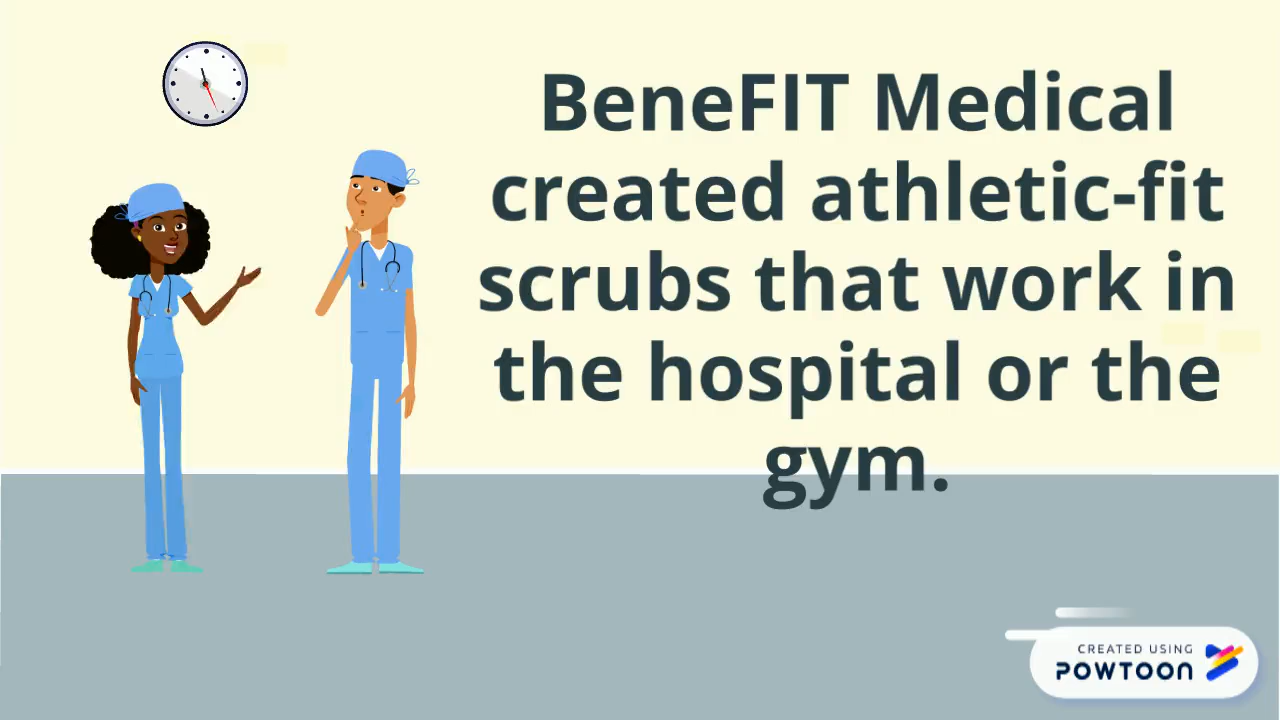 BeneFIT Medical
created athletic-fit
scrubs that work in
the hospital or the
gym.
CREATED USING
POWTOON